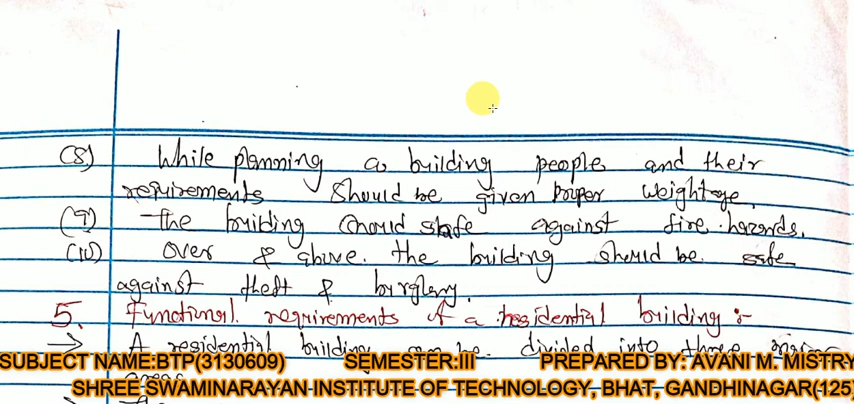 (8) While planning a building people and their
requirements should be given proper weightage.
(9) The building should safe against fire hazards.
(10) Over & above. the building should be safe
against theft & burglary.
5. Functional requirements of a residential building :-
→ A residential building can be divided into three major
SUBJECT NAME:BTP(3130609) SEMESTER:III PREPARED BY: AVANI M. MISTRY
SHREE SWAMINARAYAN INSTITUTE OF TECHNOLOGY, BHAT, GANDHINAGAR(125)